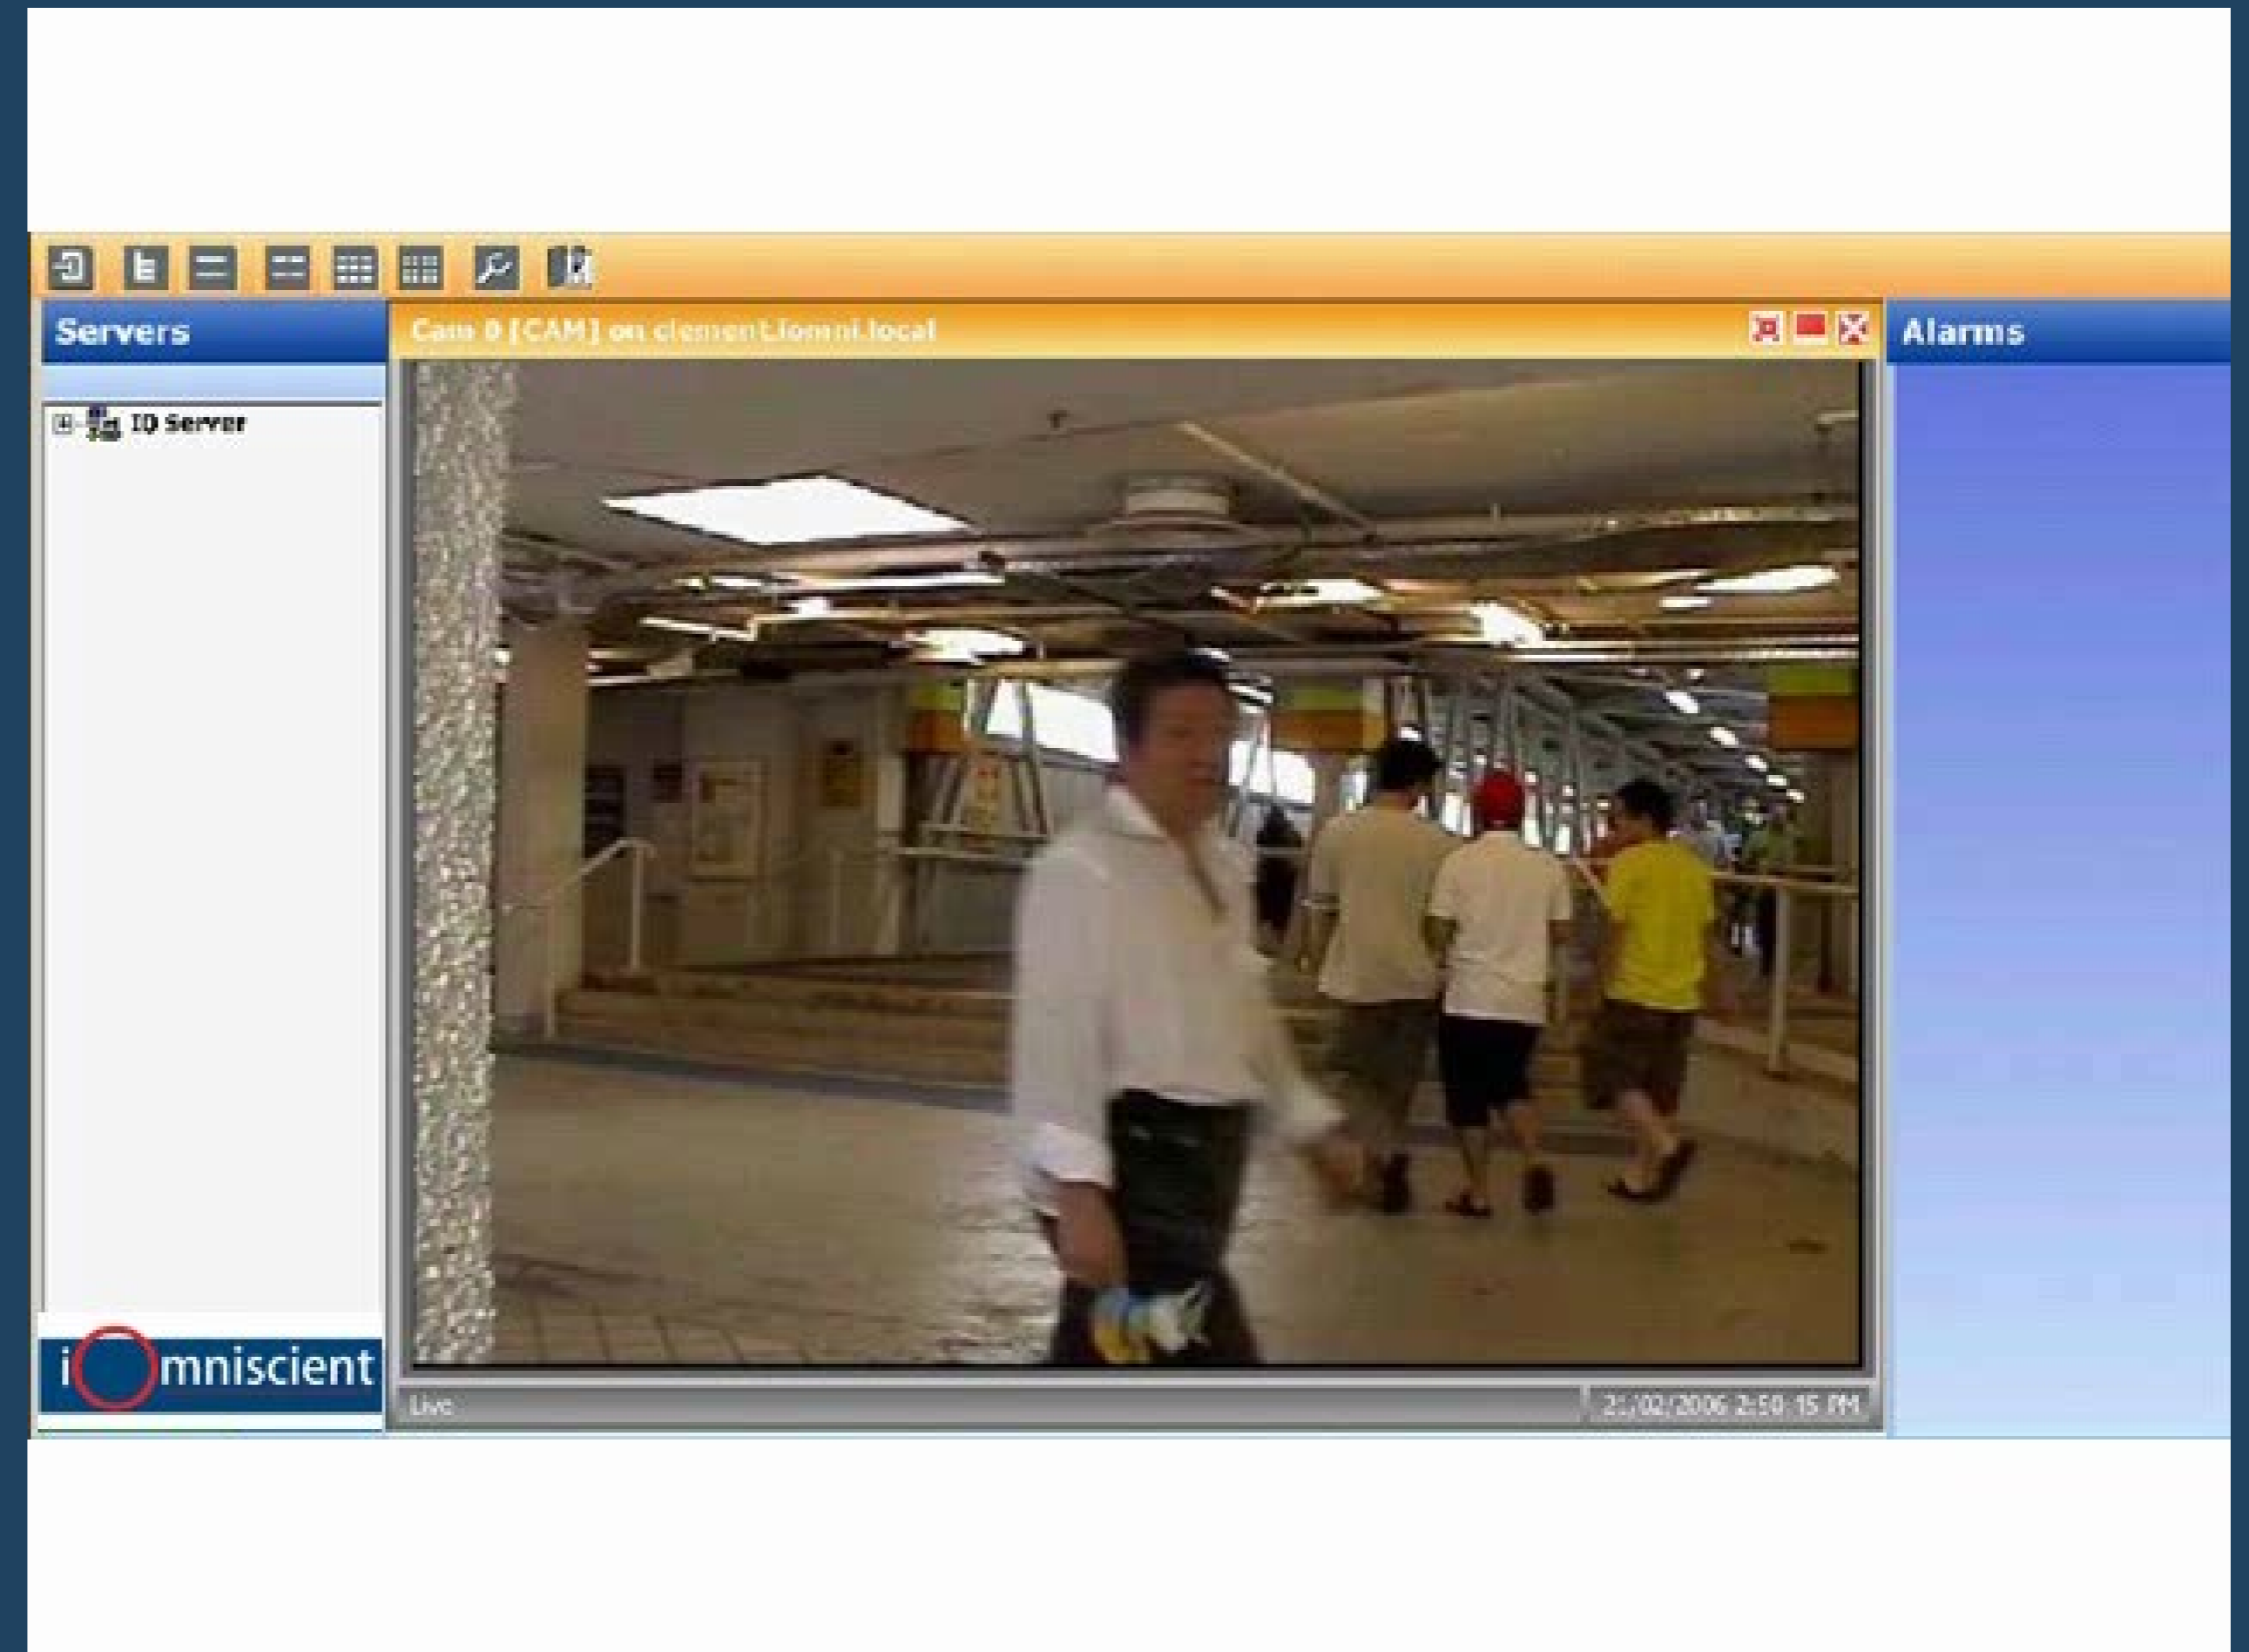 Servers
Cam 0 [CAM] on clement.iomni.local
Alarms
IQ Server
iOmniscient
Live
21/02/2006 2:50:15 PM